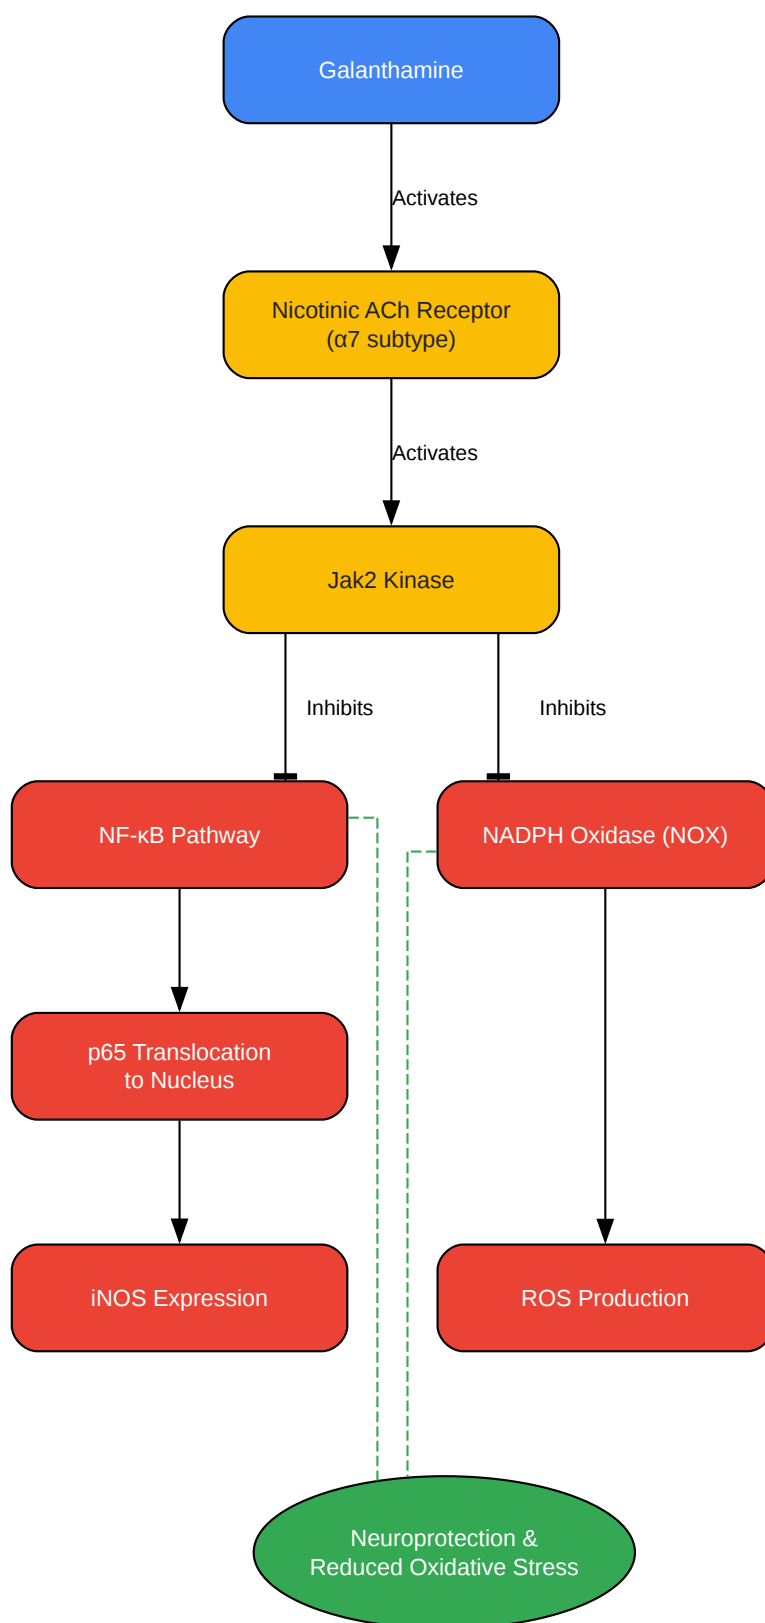 Galanthamine
Activates
Nicotinic ACh Receptor
(α7 subtype)
Activates
Jak2 Kinase
Inhibits
Inhibits
NF-κB Pathway
NADPH Oxidase (NOX)
p65 Translocation
to Nucleus
iNOS Expression
ROS Production
Neuroprotection &
Reduced Oxidative Stress